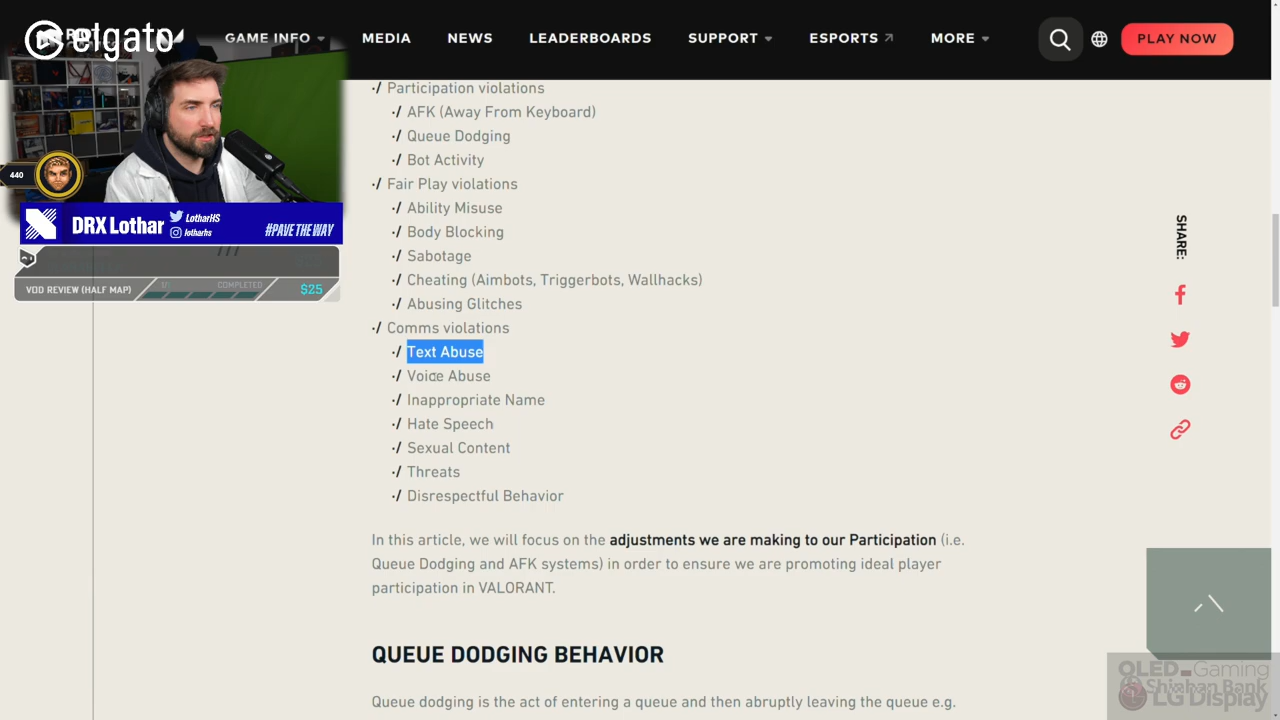 elgato
GAME INFO
MEDIA
NEWS
LEADERBOARDS
SUPPORT
ESPORTS
MORE
PLAY NOW
·/ Participation violations
·/ AFK (Away From Keyboard)
·/ Queue Dodging
·/ Bot Activity
·/ Fair Play violations
·/ Ability Misuse
·/ Body Blocking
·/ Sabotage
·/ Cheating (Aimbots, Triggerbots, Wallhacks)
·/ Abusing Glitches
·/ Comms violations
·/ Text Abuse
·/ Voice Abuse
·/ Inappropriate Name
·/ Hate Speech
·/ Sexual Content
·/ Threats
·/ Disrespectful Behavior
In this article, we will focus on the adjustments we are making to our Participation (i.e.
Queue Dodging and AFK systems) in order to ensure we are promoting ideal player
participation in VALORANT.
QUEUE DODGING BEHAVIOR
Queue dodging is the act of entering a queue and then abruptly leaving the queue e.g.
440
DRX Lothar
LotharHS
lotharhs
#PAVE THE WAY
VOD REVIEW (HALF MAP)
COMPLETED
$25
SHARE:
OLED Gaming
Shinhan Bank
LG Display